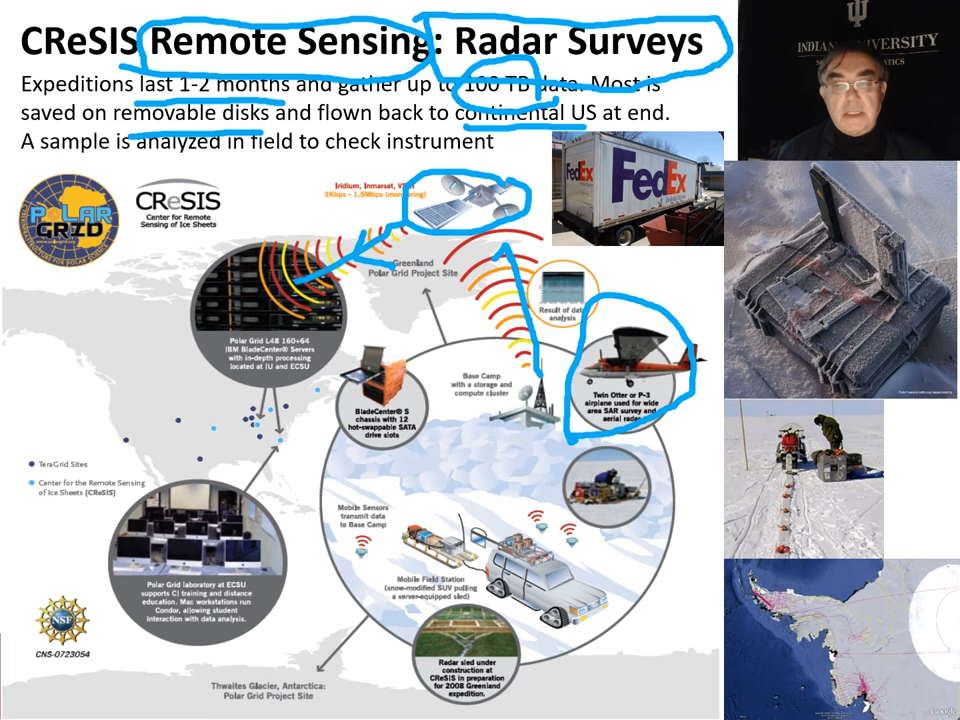 CReSIS Remote Sensing: Radar Surveys
Expeditions last 1-2 months and gather up to 100 TB data. Most is
saved on removable disks and flown back to continental US at end.
A sample is analyzed in field to check instrument
INDIANA UNIVERSITY
FedEx
FedEx
POLAR
GRID
CReSIS
Center for Remote
Sensing of Ice Sheets
Iridium, Inmarsat,
3Kbps - 1.5Mbps (monitoring)
Greenland
Polar Grid Project Site
Result of data
analysis
Polar Grid L48 160+64
IBM BladeCenter® Servers
with in-depth processing
located at IU and ECSU
Base Camp
with a storage and
compute cluster
Twin Otter or P-3
airplane used for wide
area SAR survey and
aerial radar
BladeCenter® S
chassis with 12
hot-swappable SATA
drive slots
TeraGrid Sites
Center for the Remote Sensing
of Ice Sheets (CReSIS)
Mobile Sensors
transmit data
to Base Camp
Mobile Field Station
(snow-modified SUV pulling
a server-equipped sled)
Polar Grid laboratory at ECSU
supports CI training and distance
education. Mac workstations run
Condor, allowing student
interaction with data analysis.
NSF
CNS-0723054
Radar sled under
construction at
CReSIS in preparation
for 2008 Greenland
expedition.
Thwaites Glacier, Antarctica:
Polar Grid Project Site
Google